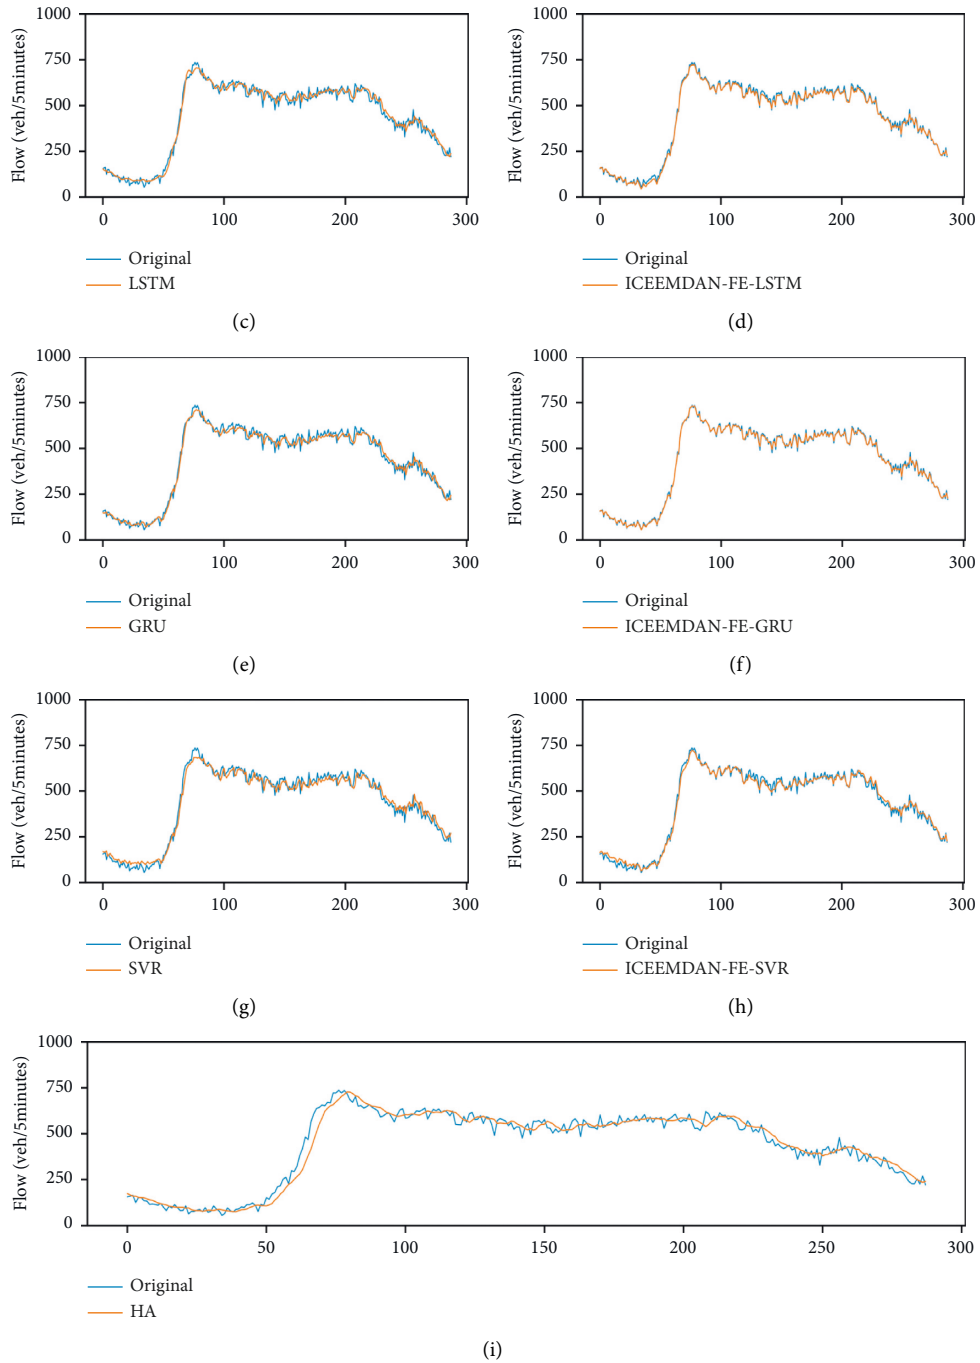 1000
750
500
250
0
Flow (veh/5minutes)
0 100 200 300
Original
LSTM
(c)
1000
750
500
250
0
Flow (veh/5minutes)
0 100 200 300
Original
ICEEMDAN-FE-LSTM
(d)
1000
750
500
250
0
Flow (veh/5minutes)
0 100 200 300
Original
GRU
(e)
1000
750
500
250
0
Flow (veh/5minutes)
0 100 200 300
Original
ICEEMDAN-FE-GRU
(f)
1000
750
500
250
0
Flow (veh/5minutes)
0 100 200 300
Original
SVR
(g)
1000
750
500
250
0
Flow (veh/5minutes)
0 100 200 300
Original
ICEEMDAN-FE-SVR
(h)
1000
750
500
250
0
Flow (veh/5minutes)
0 50 100 150 200 250 300
Original
HA
(i)